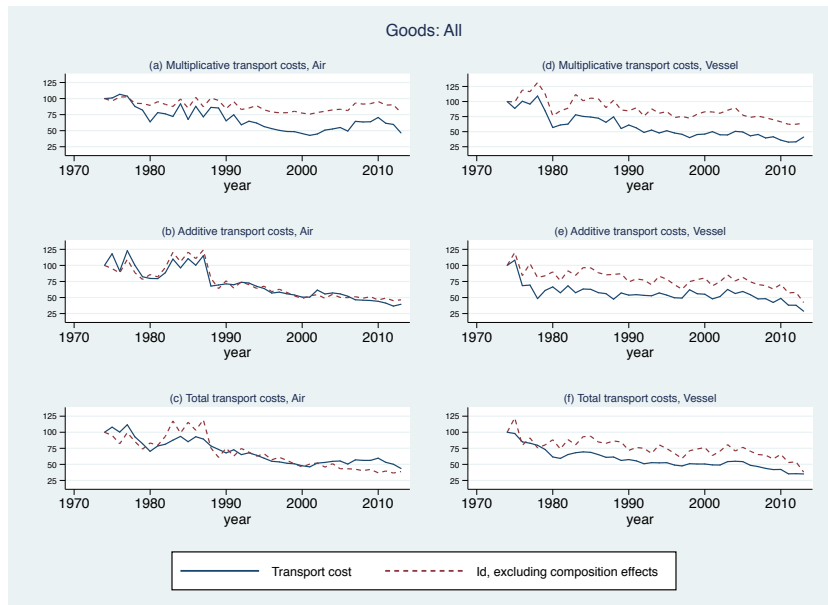 Goods: All
(a) Multiplicative transport costs, Air
125
100
75
50
25
1970 1980 1990 2000 2010
year
(d) Multiplicative transport costs, Vessel
125
100
75
50
25
1970 1980 1990 2000 2010
year
(b) Additive transport costs, Air
125
100
75
50
25
1970 1980 1990 2000 2010
year
(e) Additive transport costs, Vessel
125
100
75
50
25
1970 1980 1990 2000 2010
year
(c) Total transport costs, Air
125
100
75
50
25
1970 1980 1990 2000 2010
year
(f) Total transport costs, Vessel
125
100
75
50
25
1970 1980 1990 2000 2010
year
Transport cost Id, excluding composition effects